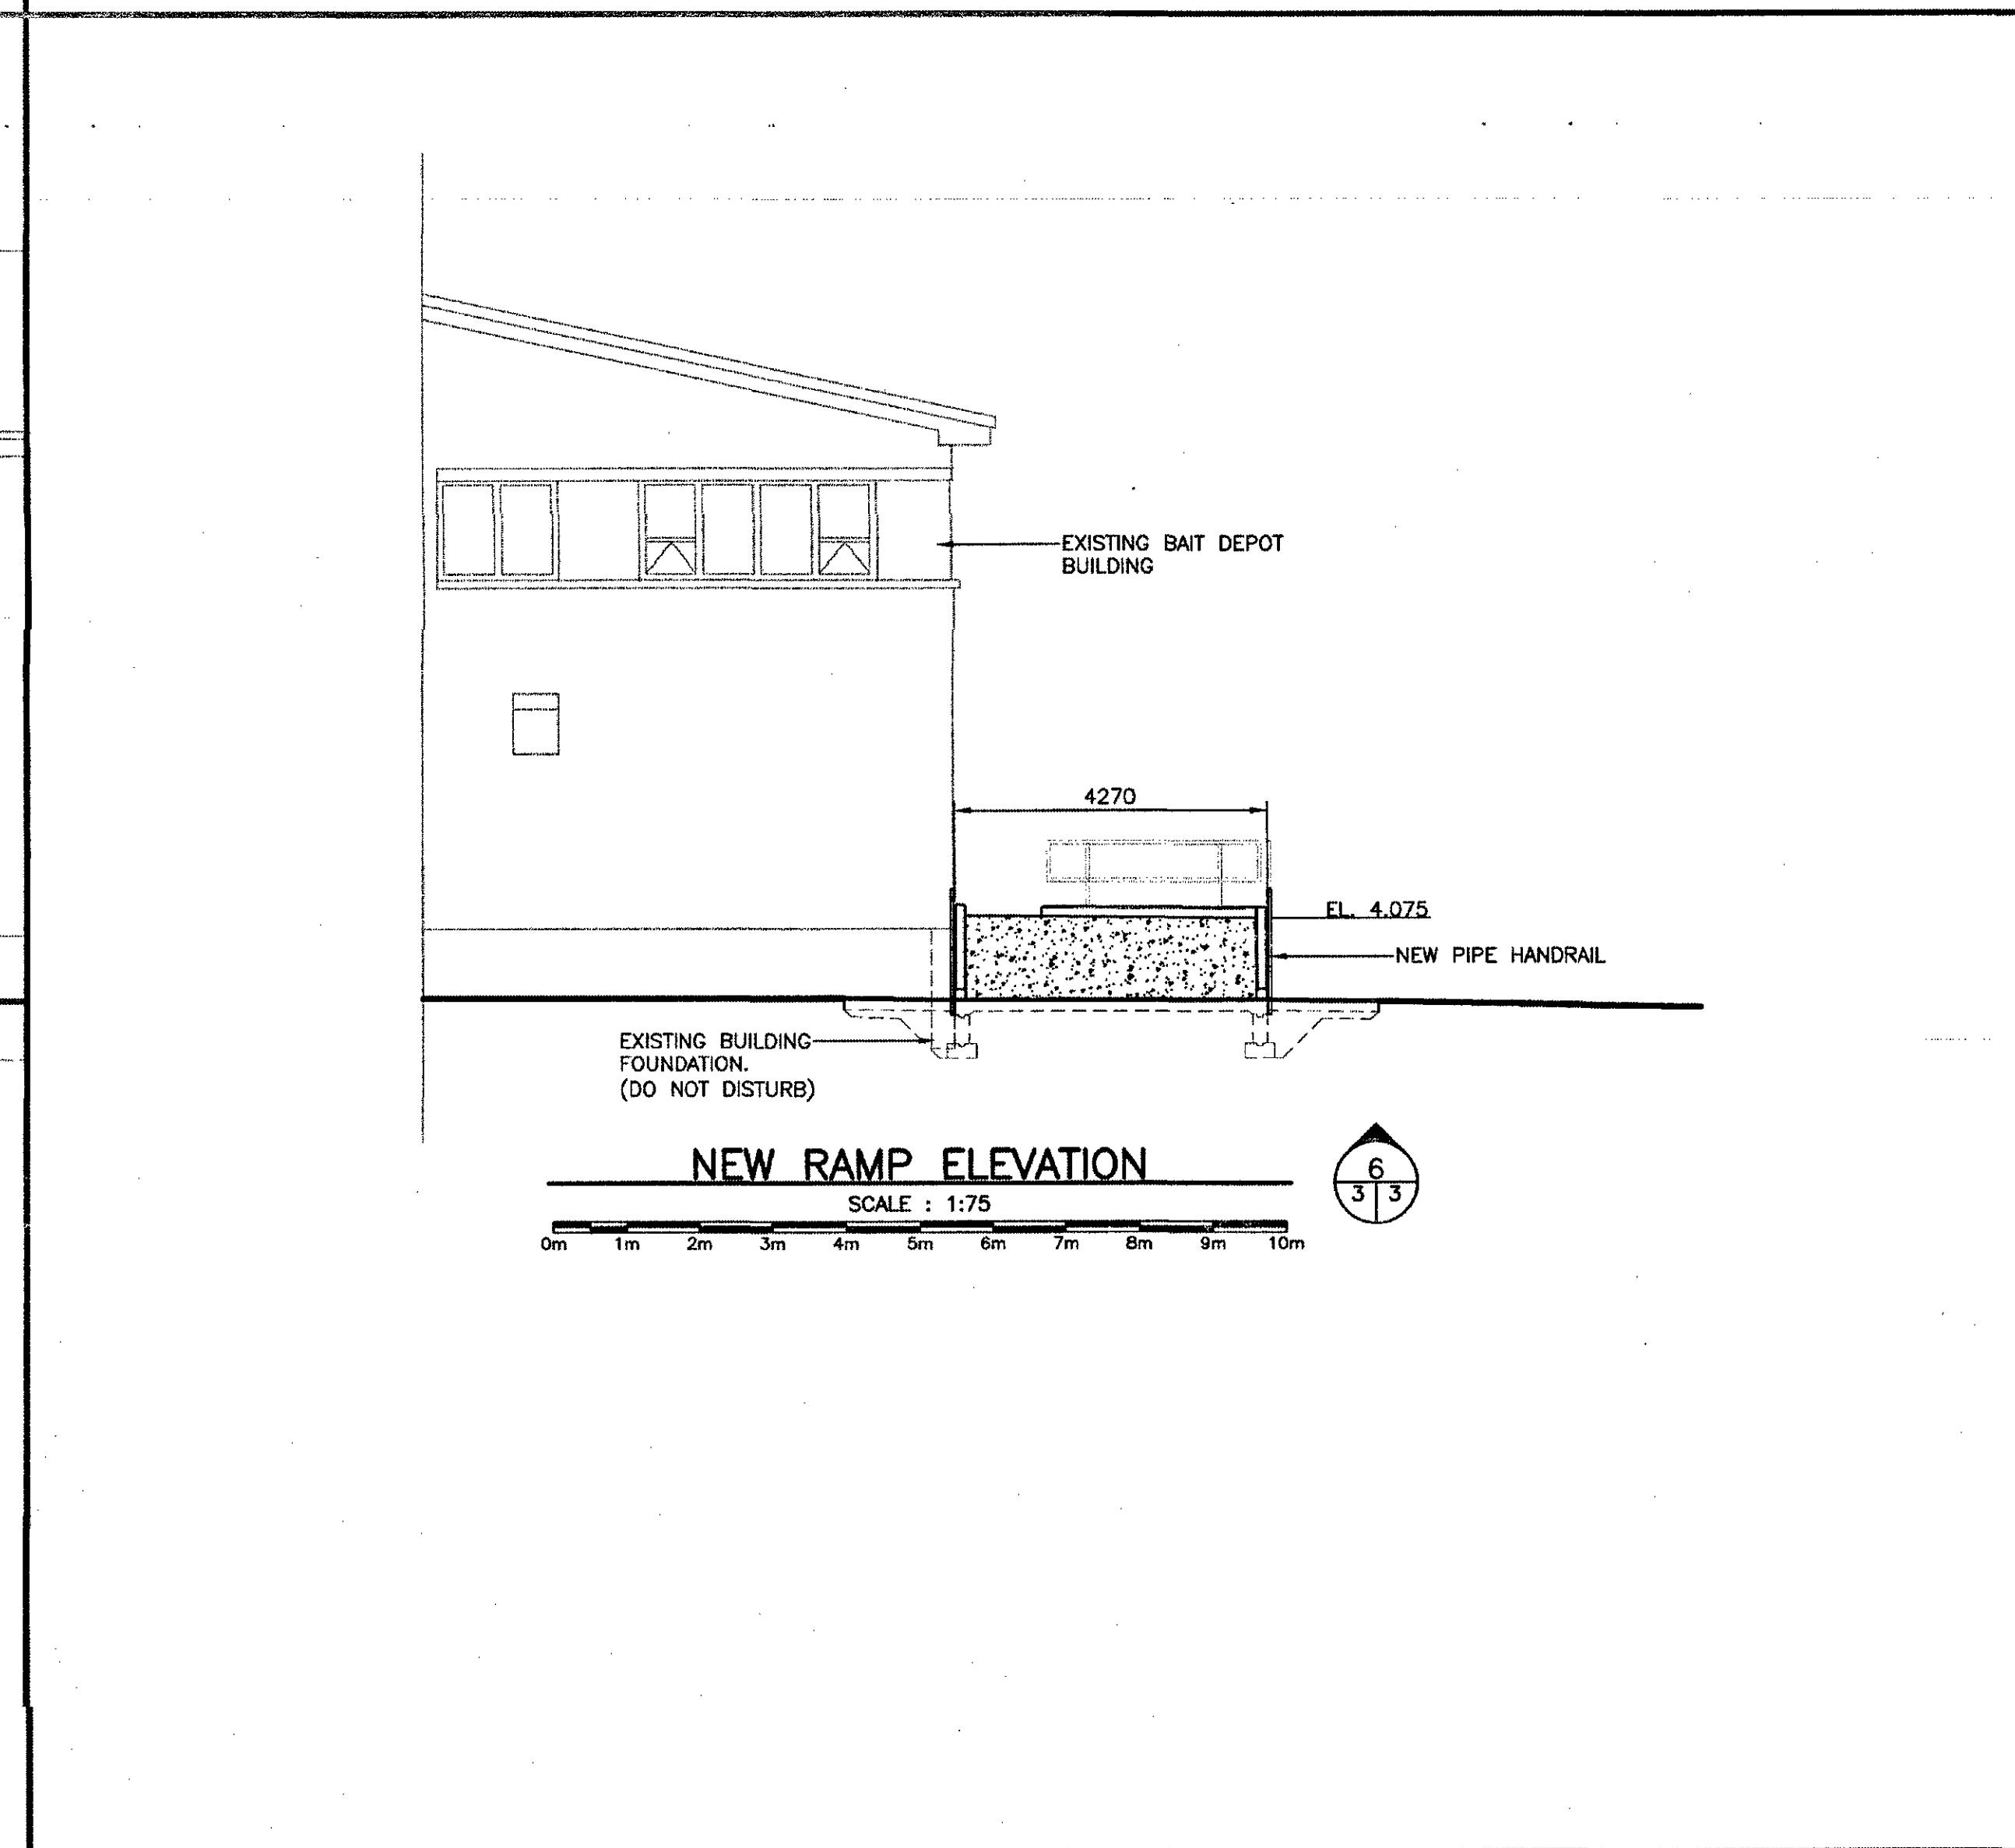 EXISTING BAIT DEPOT
BUILDING
4270
EL. 4.075
NEW PIPE HANDRAIL
EXISTING BUILDING
FOUNDATION.
(DO NOT DISTURB)
NEW RAMP ELEVATION
SCALE : 1:75
0m 1m 2m 3m 4m 5m 6m 7m 8m 9m 10m
6
3 3